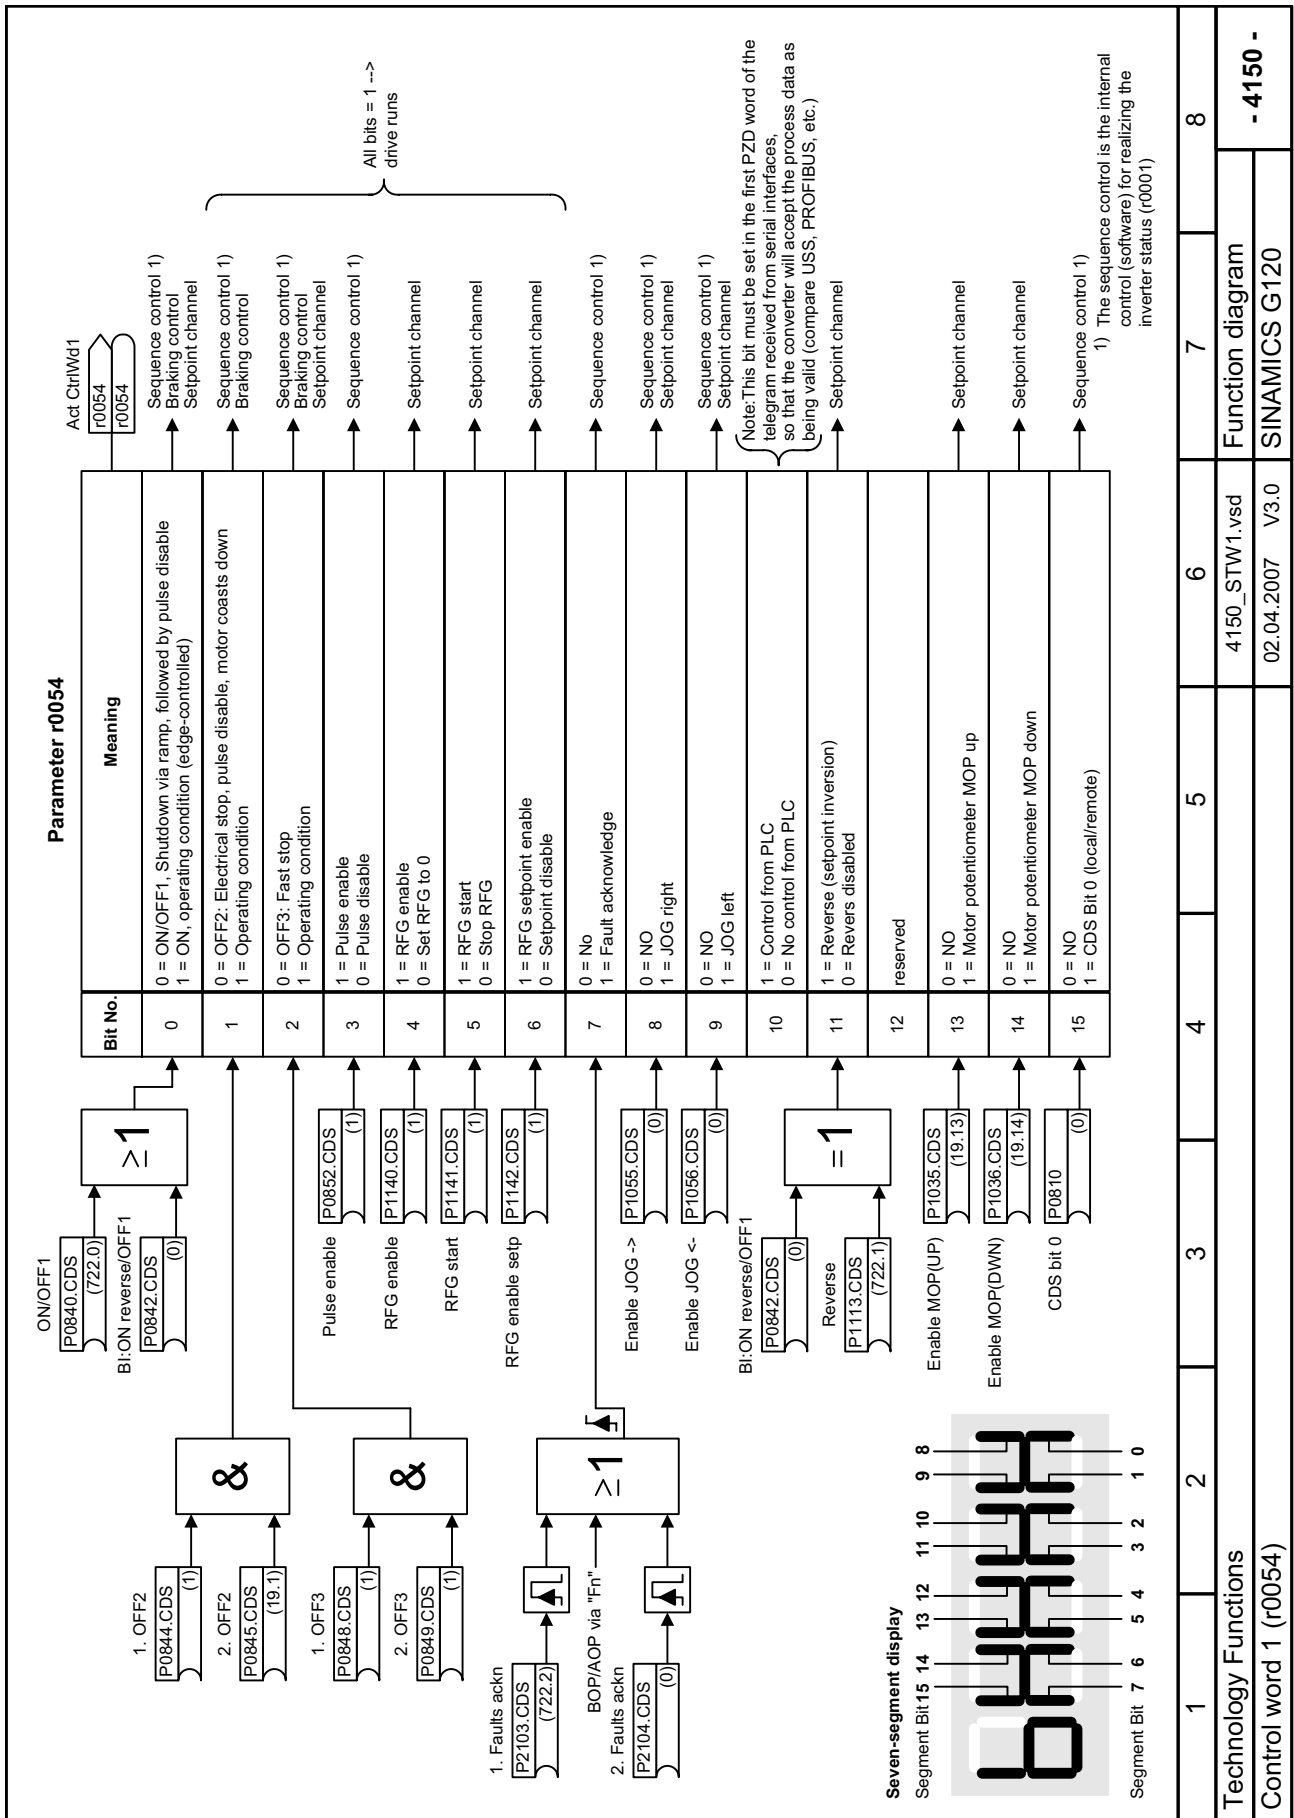 Parameter r0054
Act CtrlWd1
r0054
r0054
Bit No.
Meaning
0
0 = ON/OFF1, Shutdown via ramp, followed by pulse disable
1 = ON, operating condition (edge-controlled)
Sequence control 1)
Braking control
Setpoint channel
1
0 = OFF2: Electrical stop, pulse disable, motor coasts down
1 = Operating condition
Sequence control 1)
Braking control
2
0 = OFF3: Fast stop
1 = Operating condition
Sequence control 1)
Braking control
Setpoint channel
3
1 = Pulse enable
0 = Pulse disable
Sequence control 1)
4
1 = RFG enable
0 = Set RFG to 0
Setpoint channel
5
1 = RFG start
0 = Stop RFG
Setpoint channel
6
1 = RFG setpoint enable
0 = Setpoint disable
Setpoint channel
All bits = 1 -->
drive runs
7
0 = No
1 = Fault acknowledge
Sequence control 1)
8
0 = NO
1 = JOG right
Sequence control 1)
Setpoint channel
9
0 = NO
1 = JOG left
Sequence control 1)
Setpoint channel
10
1 = Control from PLC
0 = No control from PLC
Note:This bit must be set in the first PZD word of the
telegram received from serial interfaces,
so that the converter will accept the process data as
being valid (compare USS, PROFIBUS, etc.)
11
1 = Reverse (setpoint inversion)
0 = Revers disabled
Setpoint channel
12
reserved
13
0 = NO
1 = Motor potentiometer MOP up
Setpoint channel
14
0 = NO
1 = Motor potentiometer MOP down
Setpoint channel
15
0 = NO
1 = CDS Bit 0 (local/remote)
Sequence control 1)
1) The sequence control is the internal
control (software) for realizing the
inverter status (r0001)
ON/OFF1
P0840.CDS
(722.0)
BI:ON reverse/OFF1
P0842.CDS
(0)
≥1
1. OFF2
P0844.CDS
(1)
2. OFF2
P0845.CDS
(19.1)
&
1. OFF3
P0848.CDS
(1)
2. OFF3
P0849.CDS
(1)
&
Pulse enable
P0852.CDS
(1)
RFG enable
P1140.CDS
(1)
RFG start
P1141.CDS
(1)
RFG enable setp
P1142.CDS
(1)
1. Faults ackn
P2103.CDS
(722.2)
BOP/AOP via "Fn"
2. Faults ackn
P2104.CDS
(0)
≥1
Enable JOG ->
P1055.CDS
(0)
Enable JOG <-
P1056.CDS
(0)
BI:ON reverse/OFF1
P0842.CDS
(0)
Reverse
P1113.CDS
(722.1)
=1
Enable MOP(UP)
P1035.CDS
(19.13)
Enable MOP(DWN)
P1036.CDS
(19.14)
CDS bit 0
P0810
(0)
Seven-segment display
Segment Bit 15 14 13 12 11 10 9 8
Segment Bit 7 6 5 4 3 2 1 0
1 2 3 4 5 6 7 8
Technology Functions
4150_STW1.vsd
Function diagram
- 4150 -
Control word 1 (r0054)
02.04.2007 V3.0
SINAMICS G120